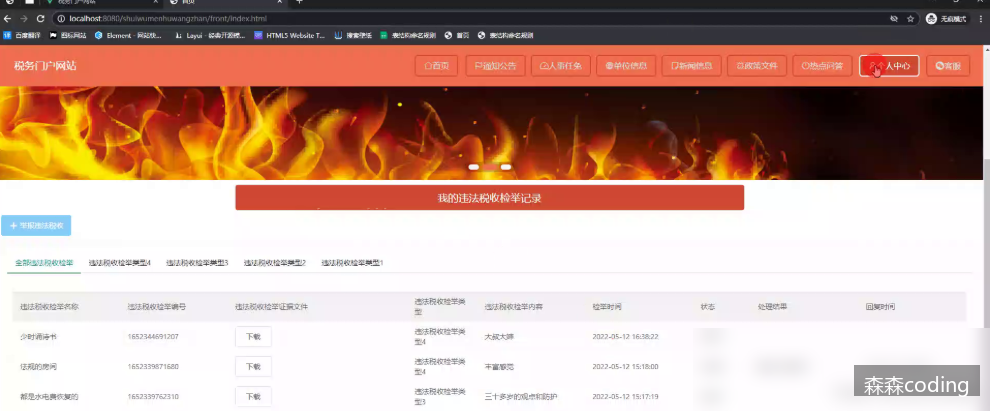 税务门户网站
首页
localhost:8080/shuiwumenhuwangzhan/front/index.html
无痕模式
百度翻译
图标网站
Element - 网站快...
Layui - 经典开源模...
HTML5 Website T...
搜索壁纸
表结构命名规则
首页
表结构命名规则
税务门户网站
首页
通知公告
人事任免
单位信息
新闻信息
政策文件
热点问答
个人中心
客服
我的违法税收检举记录
全部违法税收检举
违法税收检举类型4
违法税收检举类型3
违法税收检举类型2
违法税收检举类型1
违法税收检举名称 违法税收检举编号 违法税收检举证据文件 违法税收检举类型 违法税收检举内容 检举时间 状态 处理结果 回复时间
少时诵诗书 1652344691207 下载 违法税收检举类型4 大叔大婶 2022-05-12 16:38:22
法规的房间 1652339871680 下载 违法税收检举类型4 丰富感觉 2022-05-12 15:18:00
都是水电费恢复的 1652339762310 下载 违法税收检举类型3 三十多岁的观点和防护 2022-05-12 15:17:19
森森coding